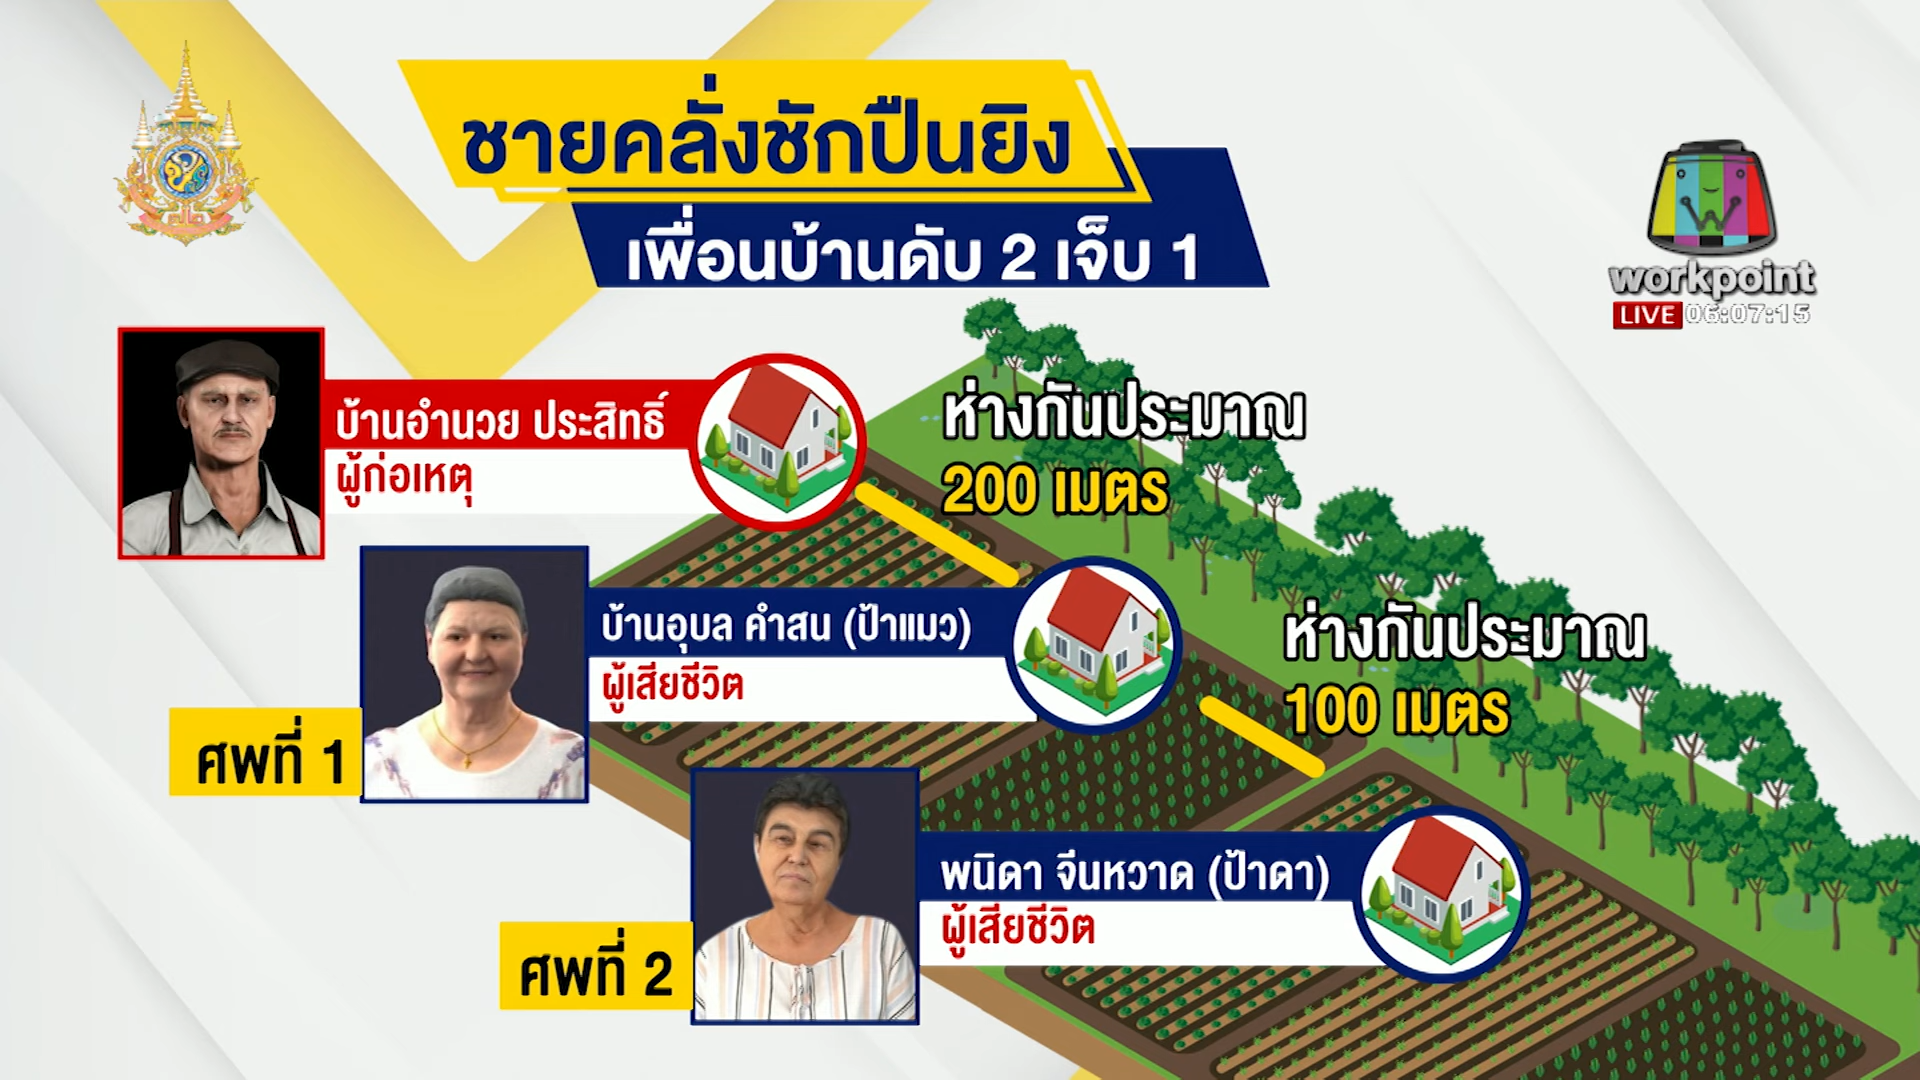 ชายคลั่งชักปืนยิง
เพื่อนบ้านดับ 2 เจ็บ 1
workpoint
LIVE 06:07:15
บ้านอำนวย ประสิทธิ์
ผู้ก่อเหตุ
ห่างกันประมาณ
200 เมตร
บ้านอุบล คำสน (ป้าแมว)
ผู้เสียชีวิต
ศพที่ 1
ห่างกันประมาณ
100 เมตร
พนิดา จีนหวาด (ป้าดา)
ผู้เสียชีวิต
ศพที่ 2